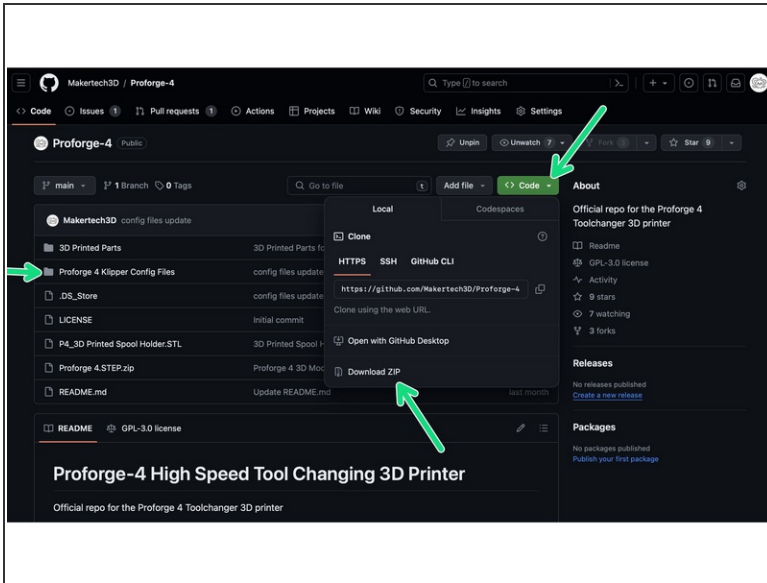 Makertech3D / Proforge-4
Type / to search
Code
Issues 1
Pull requests 1
Actions
Projects
Wiki
Security
Insights
Settings
Proforge-4 Public
Unpin
Unwatch 7
Fork 3
Star 9
main
1 Branch
0 Tags
Go to file
t
Add file
<> Code
About
Official repo for the Proforge 4
Toolchanger 3D printer
Readme
GPL-3.0 license
Activity
9 stars
7 watching
3 forks
Releases
No releases published
Create a new release
Packages
No packages published
Publish your first package
Makertech3D config files update
3D Printed Parts
3D Printed Parts fo
Proforge 4 Klipper Config Files
config files update
.DS_Store
config files update
LICENSE
Initial commit
P4_3D Printed Spool Holder.STL
3D Printed Spool H
Proforge 4.STEP.zip
Proforge 4 3D Mod
README.md
Update README.md
last month
Local
Codespaces
Clone
HTTPS
SSH
GitHub CLI
https://github.com/Makertech3D/Proforge-4
Clone using the web URL.
Open with GitHub Desktop
Download ZIP
README
GPL-3.0 license
Proforge-4 High Speed Tool Changing 3D Printer
Official repo for the Proforge 4 Toolchanger 3D printer